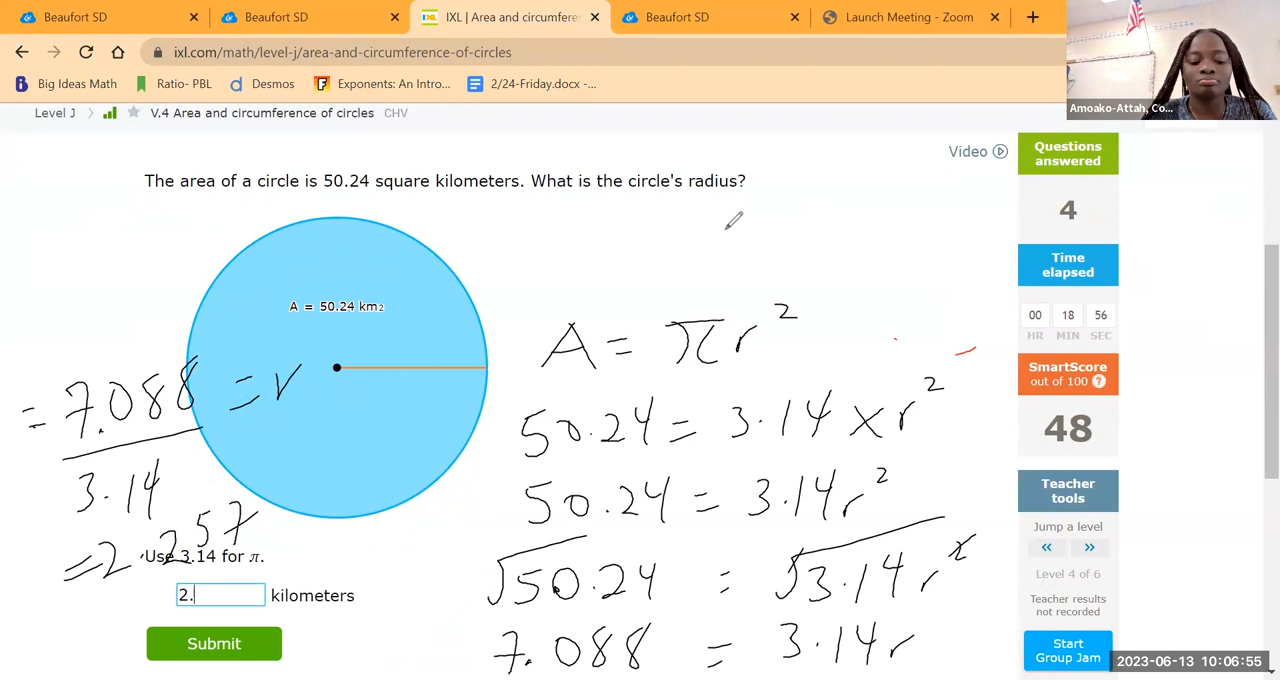 Beaufort SD
Beaufort SD
IXL | Area and circumfere
Beaufort SD
Launch Meeting - Zoom
ixl.com/math/level-j/area-and-circumference-of-circles
Big Ideas Math
Ratio- PBL
Desmos
Exponents: An Intro...
2/24-Friday.docx -...
Amoako-Attah, Co...
Level J
V.4 Area and circumference of circles
CHV
Video
The area of a circle is 50.24 square kilometers. What is the circle's radius?
A = 50.24 km2
A = πr²
50.24 = 3.14 × r²
50.24 = 3.14r²
√50.24 = √3.14r²
7.088 = 3.14r
= 7.088 = r
3.14
= 2.257
Use 3.14 for π.
2.
kilometers
Submit
Questions answered
4
Time elapsed
00 18 56
HR MIN SEC
SmartScore
out of 100 ?
48
Teacher tools
Jump a level
Level 4 of 6
Teacher results not recorded
Start Group Jam
2023-06-13 10:06:55